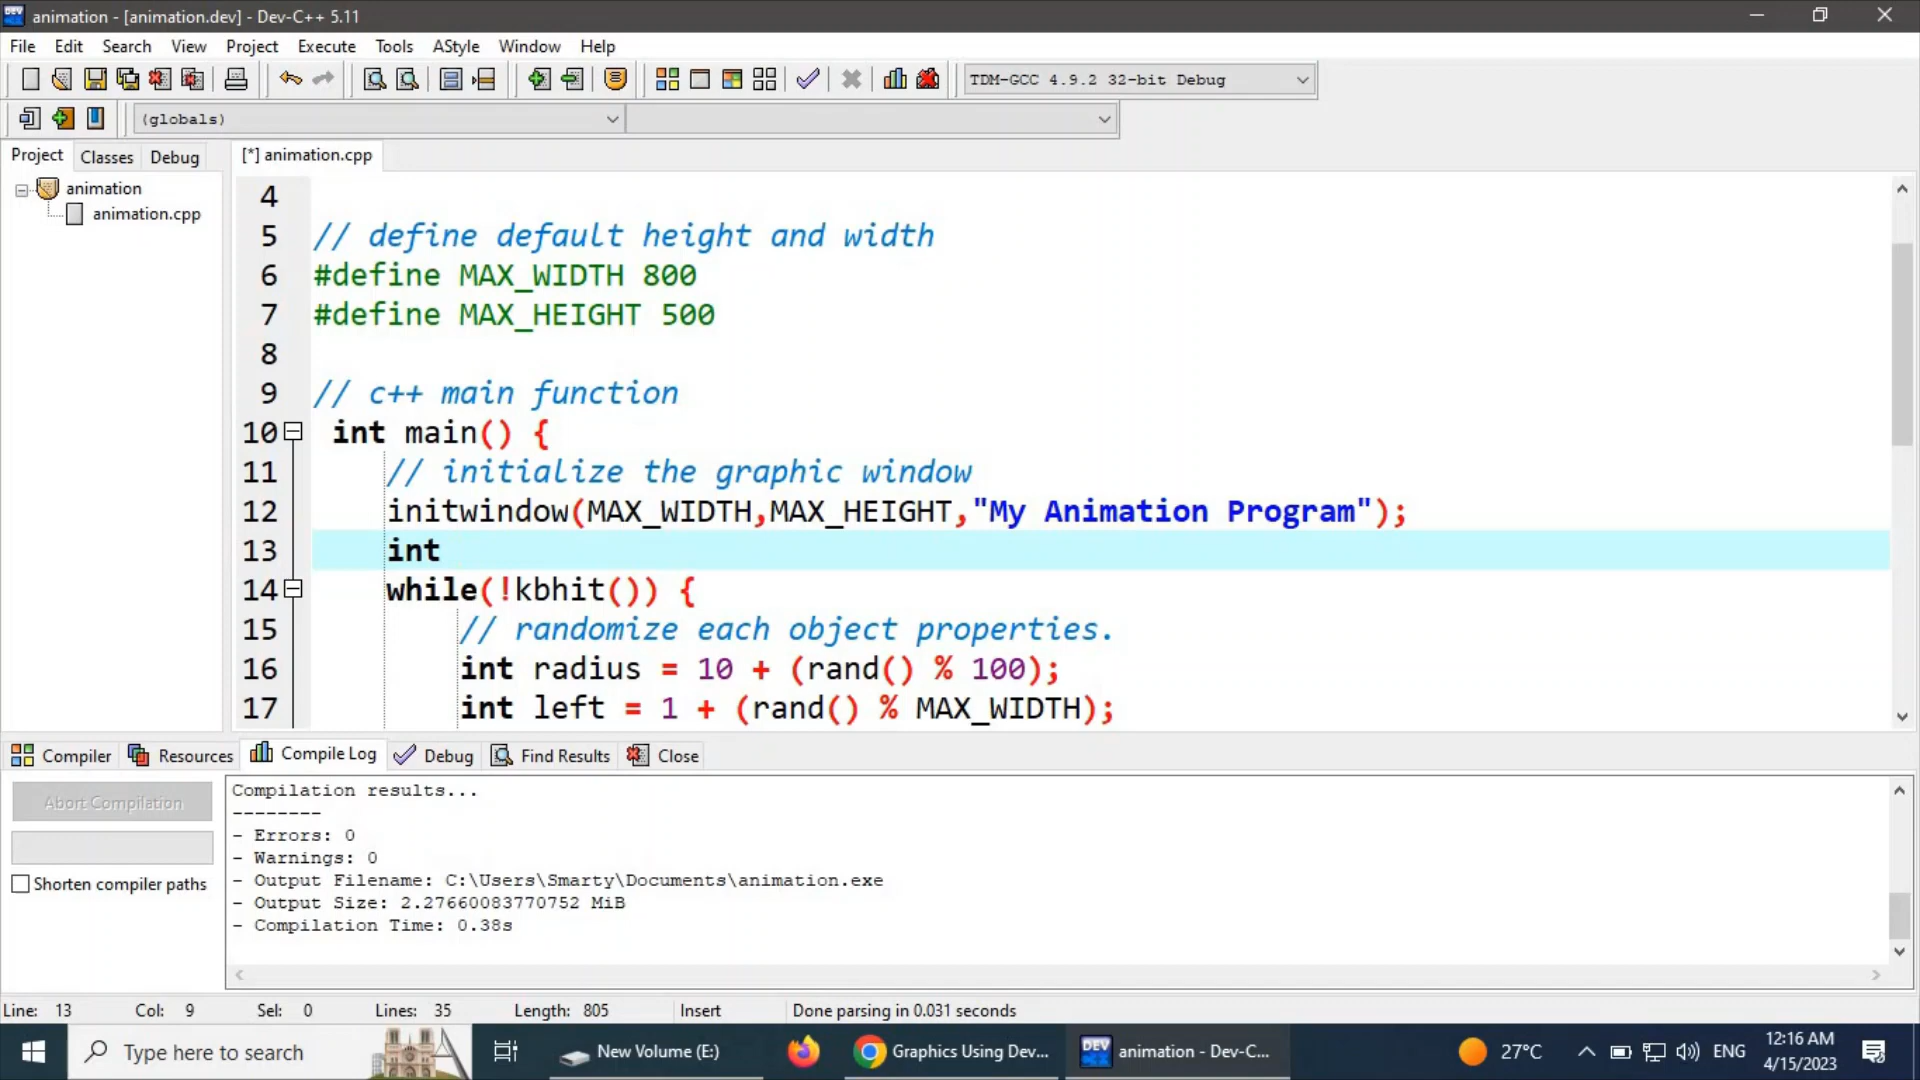 animation - [animation.dev] - Dev-C++ 5.11
File Edit Search View Project Execute Tools AStyle Window Help
TDM-GCC 4.9.2 32-bit Debug
(globals)
Project Classes Debug
[*] animation.cpp
animation
animation.cpp
4
5 // define default height and width
6 #define MAX_WIDTH 800
7 #define MAX_HEIGHT 500
8
9 // c++ main function
10 int main() {
11 // initialize the graphic window
12 initwindow(MAX_WIDTH,MAX_HEIGHT,"My Animation Program");
13 int
14 while(!kbhit()) {
15 // randomize each object properties.
16 int radius = 10 + (rand() % 100);
17 int left = 1 + (rand() % MAX_WIDTH);
Compiler Resources Compile Log Debug Find Results Close
Abort Compilation
Shorten compiler paths
Compilation results...
--------
- Errors: 0
- Warnings: 0
- Output Filename: C:\Users\Smarty\Documents\animation.exe
- Output Size: 2.27660083770752 MiB
- Compilation Time: 0.38s
Line: 13 Col: 9 Sel: 0 Lines: 35 Length: 805 Insert Done parsing in 0.031 seconds
Type here to search
New Volume (E:)
Graphics Using Dev...
DEV
animation - Dev-C...
27°C
ENG
12:16 AM
4/15/2023